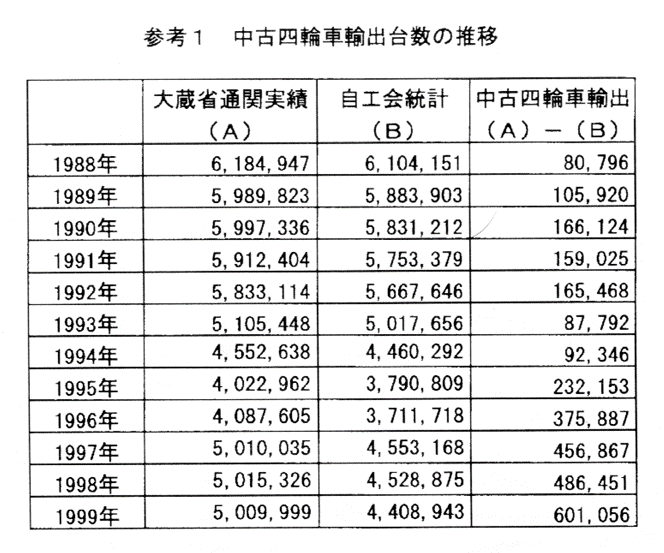 参考１　中古四輪車輸出台数の推移
大蔵省通関実績 自工会統計 中古四輪車輸出
（Ａ） （Ｂ） （Ａ）－（Ｂ）
1988年 6,184,947 6,104,151 80,796
1989年 5,989,823 5,883,903 105,920
1990年 5,997,336 5,831,212 166,124
1991年 5,912,404 5,753,379 159,025
1992年 5,833,114 5,667,646 165,468
1993年 5,105,448 5,017,656 87,792
1994年 4,552,638 4,460,292 92,346
1995年 4,022,962 3,790,809 232,153
1996年 4,087,605 3,711,718 375,887
1997年 5,010,035 4,553,168 456,867
1998年 5,015,326 4,528,875 486,451
1999年 5,009,999 4,408,943 601,056